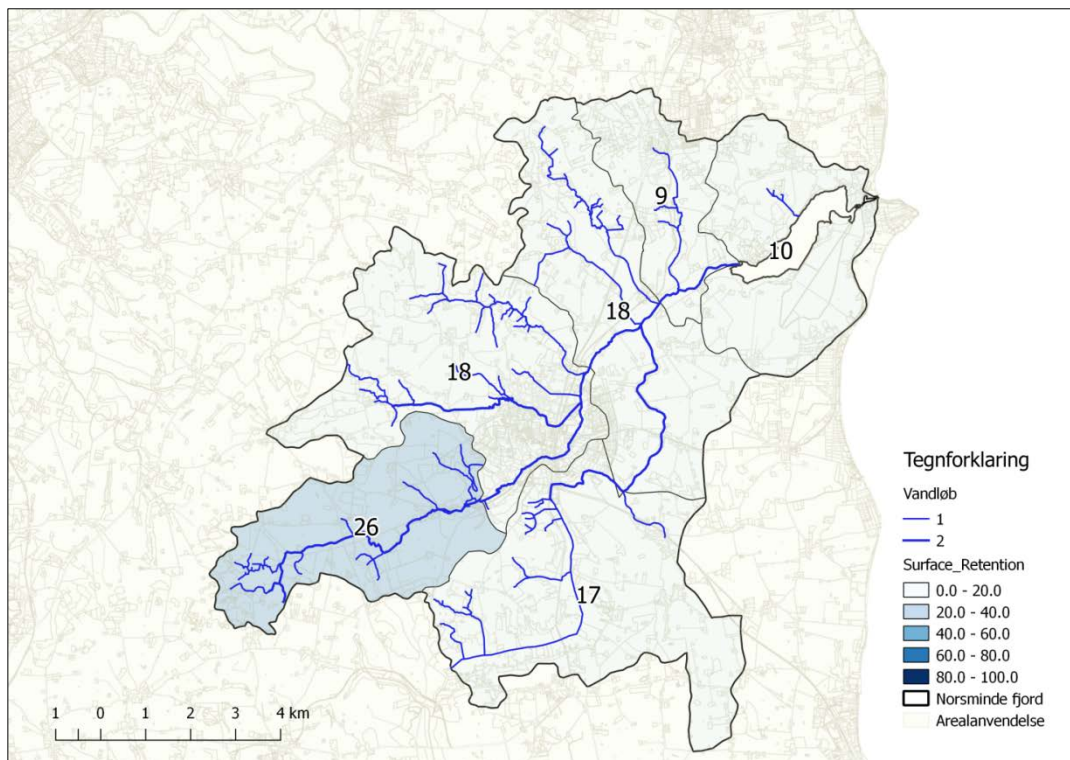 9
10
18
18
26
17
Tegnforklaring
Vandløb
1
2
Surface_Retention
0.0 - 20.0
20.0 - 40.0
40.0 - 60.0
60.0 - 80.0
80.0 - 100.0
Norsminde fjord
Arealanvendelse
1 0 1 2 3 4 km